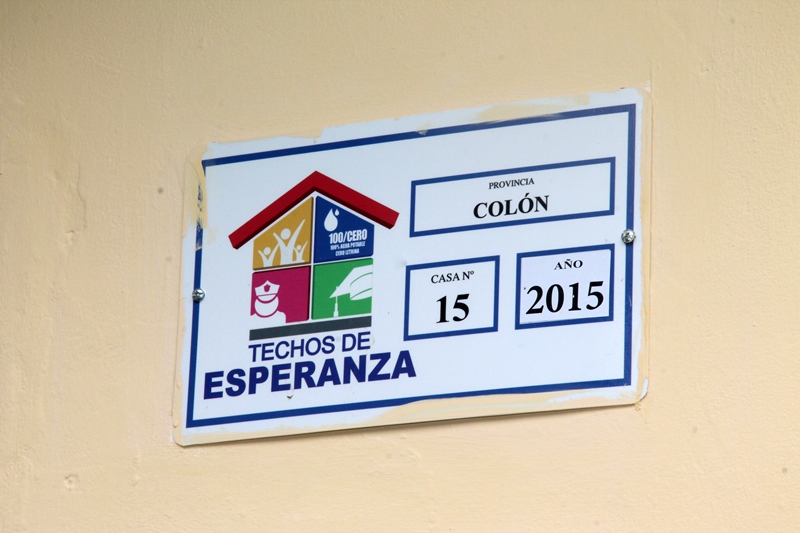 100/CERO
100% AGUA POTABLE
CERO LETRINA
TECHOS DE
ESPERANZA
PROVINCIA
COLÓN
CASA Nº
15
AÑO
2015